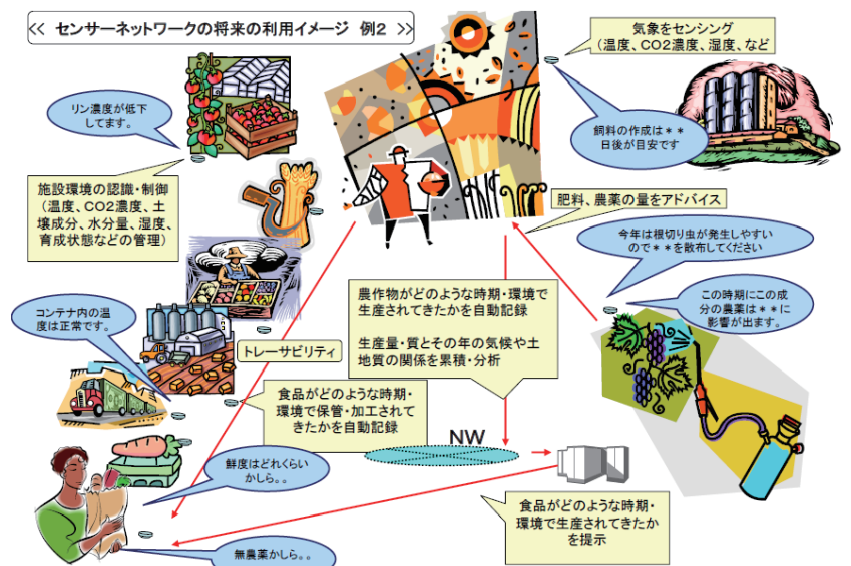 ≪ センサーネットワークの将来の利用イメージ 例2 ≫
気象をセンシング
（温度、CO2濃度、湿度、など
リン濃度が低下
してます。
飼料の作成は＊＊
日後が目安です
施設環境の認識・制御
（温度、CO2濃度、土
壌成分、水分量、湿度、
育成状態などの管理）
肥料、農薬の量をアドバイス
今年は根切り虫が発生しやすい
ので＊＊を散布してください
農作物がどのような時期・環境で
生産されてきたかを自動記録
生産量・質とその年の気候や土
地質の関係を累積・分析
この時期にこの成
分の農薬は＊＊に
影響が出ます。
コンテナ内の温
度は正常です。
トレーサビリティ
食品がどのような時期・
環境で保管・加工されて
きたかを自動記録
NW
鮮度はどれくらい
かしら。。
食品がどのような時期・
環境で生産されてきたか
を提示
無農薬かしら。。